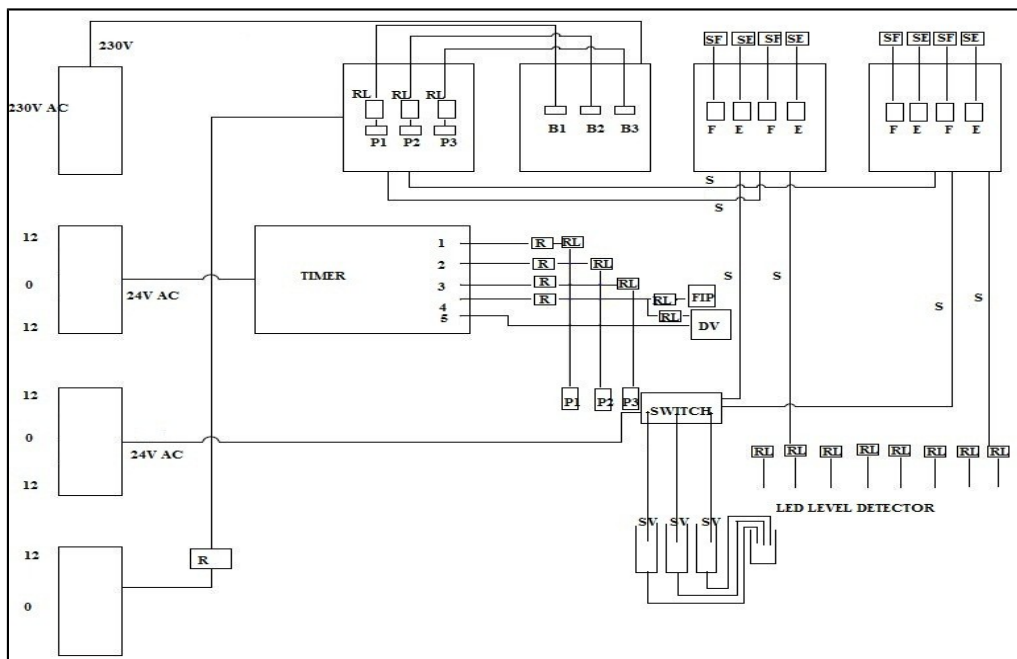 SF SE SF SE
SF SE SF SE
230V
230V AC
RL RL RL
P1 P2 P3
B1 B2 B3
F E F E
F E F E
S
S
12
0
12
24V AC
TIMER
1
2
3
4
5
R RL
R RL
R RL
R RL FIP
RL DV
S S S S
12
0
12
24V AC
P1 P2 P3
SWITCH
RL RL RL RL RL RL RL RL
LED LEVEL DETECTOR
SV SV SV
12
0
R